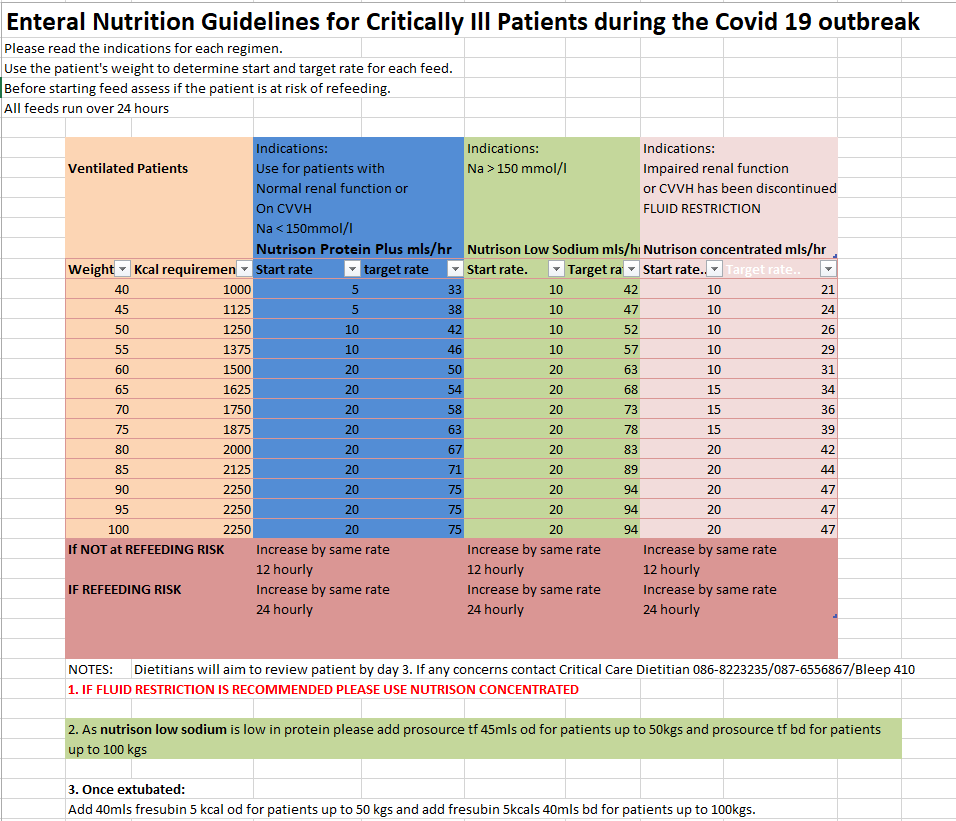 Enteral Nutrition Guidelines for Critically Ill Patients during the Covid 19 outbreak
Please read the indications for each regimen.
Use the patient's weight to determine start and target rate for each feed.
Before starting feed assess if the patient is at risk of refeeding.
All feeds run over 24 hours
Indications: Indications: Indications:
Ventilated Patients Use for patients with Na > 150 mmol/l Impaired renal function
Normal renal function or or CVVH has been discontinued
On CVVH FLUID RESTRICTION
Na < 150mmol/l
Nutrison Protein Plus mls/hr Nutrison Low Sodium mls/hr Nutrison concentrated mls/hr
Weight Kcal requiremen Start rate target rate Start rate. Target ra Start rate.. Target rate..
40 1000 5 33 10 42 10 21
45 1125 5 38 10 47 10 24
50 1250 10 42 10 52 10 26
55 1375 10 46 10 57 10 29
60 1500 20 50 20 63 10 31
65 1625 20 54 20 68 15 34
70 1750 20 58 20 73 15 36
75 1875 20 63 20 78 15 39
80 2000 20 67 20 83 20 42
85 2125 20 71 20 89 20 44
90 2250 20 75 20 94 20 47
95 2250 20 75 20 94 20 47
100 2250 20 75 20 94 20 47
If NOT at REFEEDING RISK Increase by same rate Increase by same rate Increase by same rate
12 hourly 12 hourly 12 hourly
IF REFEEDING RISK Increase by same rate Increase by same rate Increase by same rate
24 hourly 24 hourly 24 hourly
NOTES: Dietitians will aim to review patient by day 3. If any concerns contact Critical Care Dietitian 086-8223235/087-6556867/Bleep 410
1. IF FLUID RESTRICTION IS RECOMMENDED PLEASE USE NUTRISON CONCENTRATED
2. As nutrison low sodium is low in protein please add prosource tf 45mls od for patients up to 50kgs and prosource tf bd for patients
up to 100 kgs
3. Once extubated:
Add 40mls fresubin 5 kcal od for patients up to 50 kgs and add fresubin 5kcals 40mls bd for patients up to 100kgs.